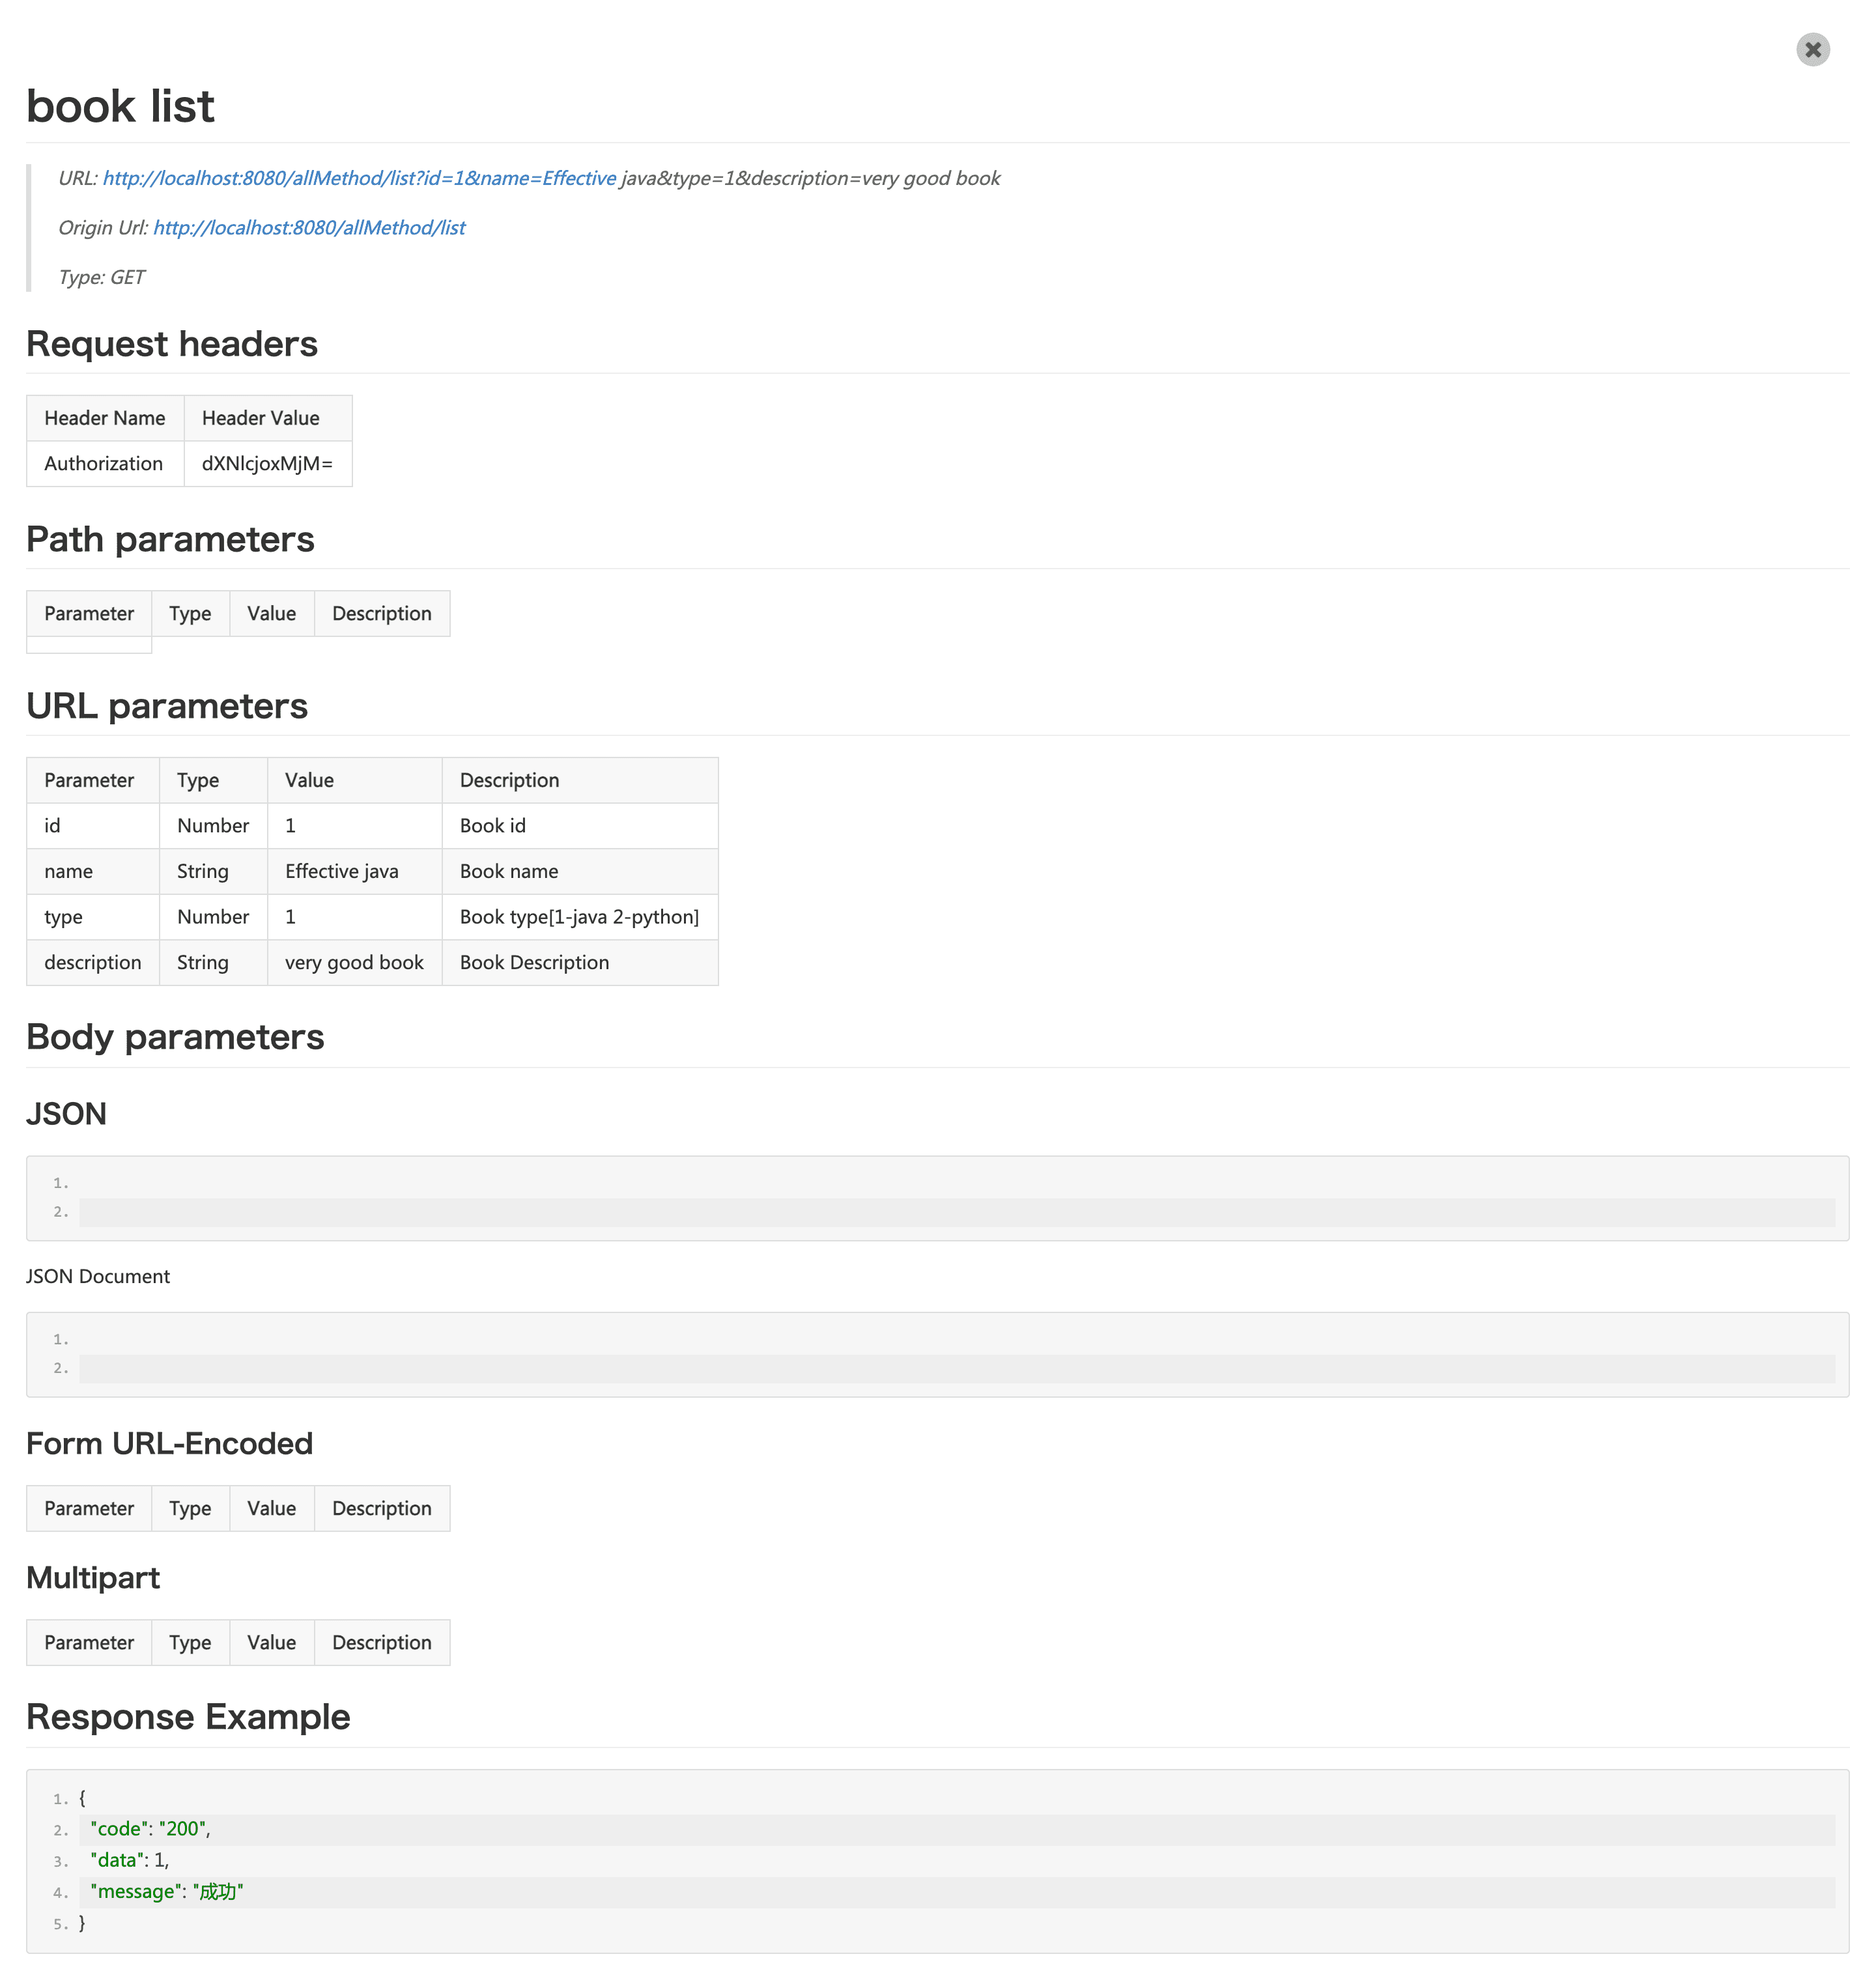 book list
URL: http://localhost:8080/allMethod/list?id=1&name=Effective java&type=1&description=very good book
Origin Url: http://localhost:8080/allMethod/list
Type: GET
Request headers
Header Name Header Value
Authorization dXNlcjoxMjM=
Path parameters
Parameter Type Value Description
URL parameters
Parameter Type Value Description
id Number 1 Book id
name String Effective java Book name
type Number 1 Book type[1-java 2-python]
description String very good book Book Description
Body parameters
JSON
1.
2.
JSON Document
1.
2.
Form URL-Encoded
Parameter Type Value Description
Multipart
Parameter Type Value Description
Response Example
1. {
2. "code": "200",
3. "data": 1,
4. "message": "成功"
5. }